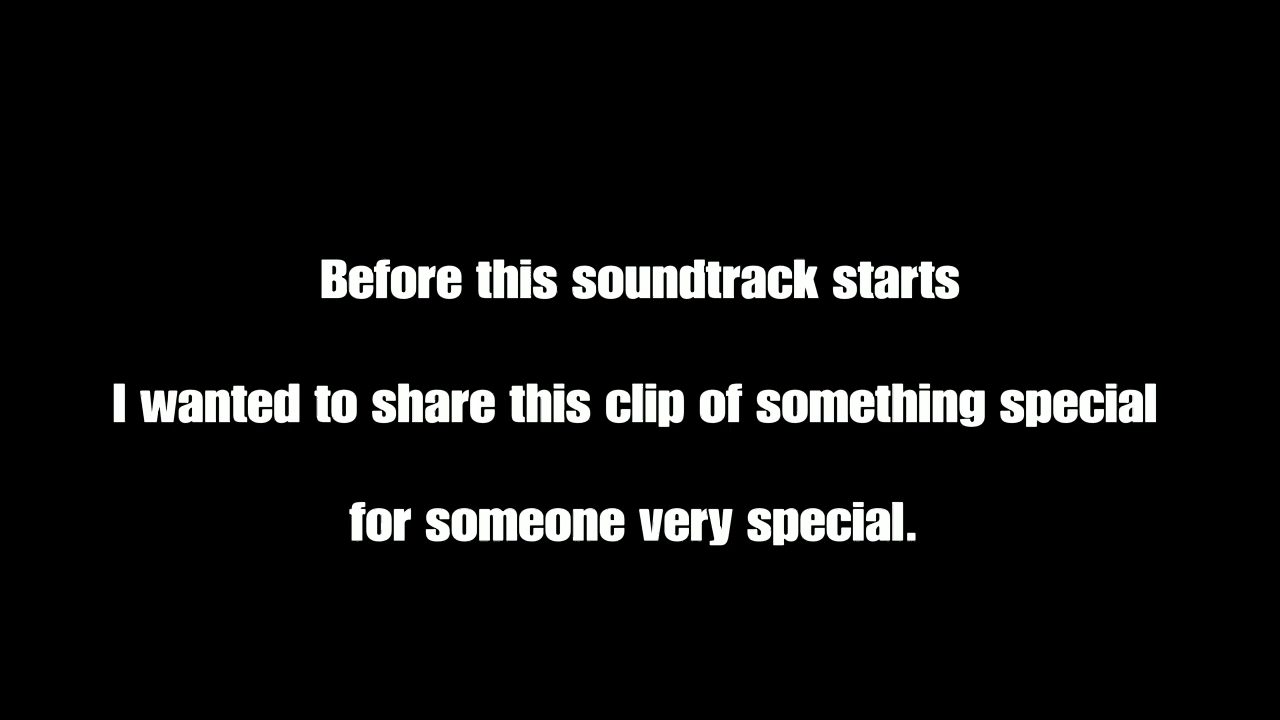 Before this soundtrack starts
I wanted to share this clip of something special
for someone very special.